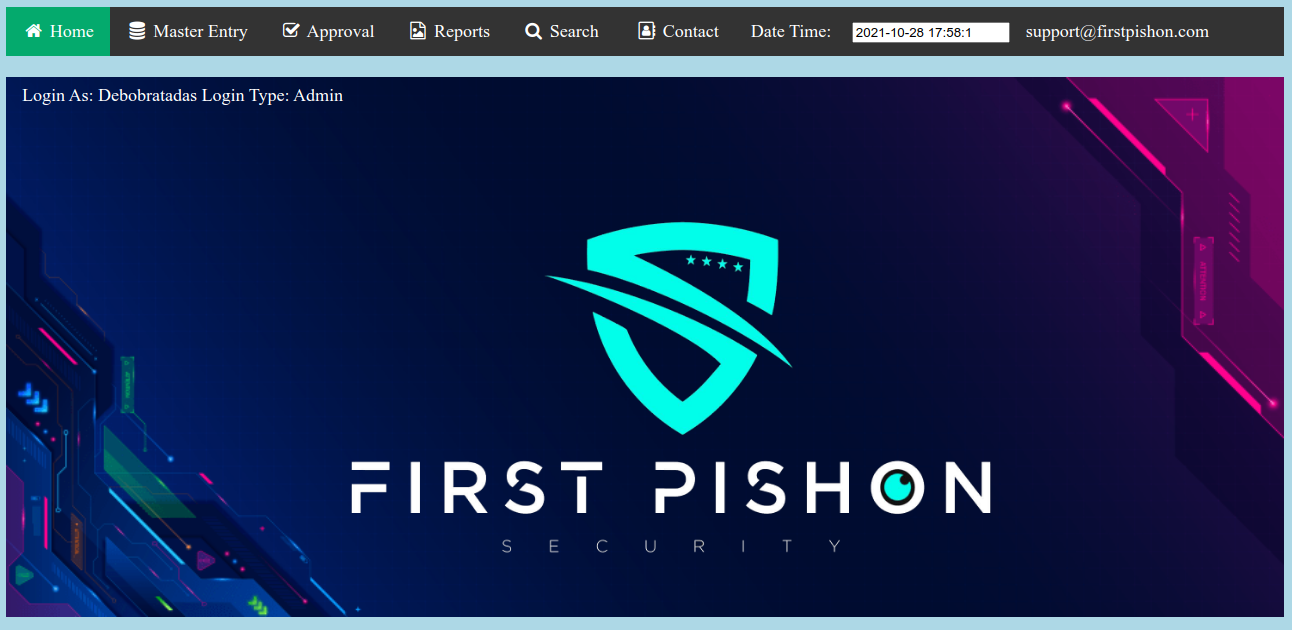 Home Master Entry Approval Reports Search Contact Date Time: 2021-10-28 17:58:1 support@firstpishon.com
Login As: Debobratadas Login Type: Admin
ATTENTION
FIRST PISHON
SECURITY